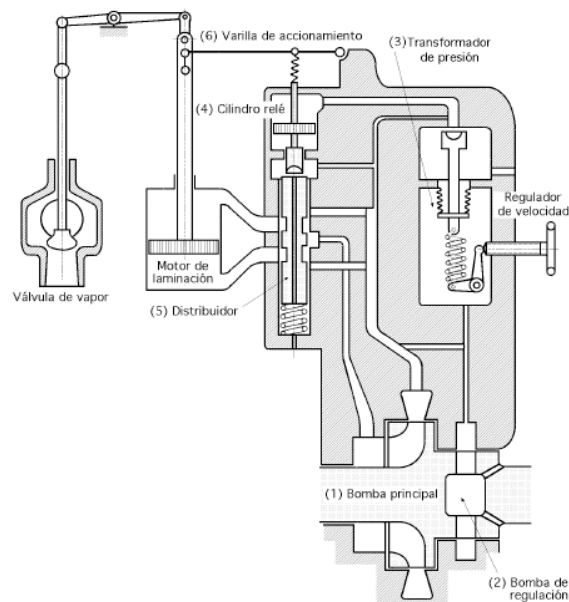 (6) Varilla de accionamiento
(3)Transformador
de presión
(4) Cilindro relé
Regulador
de velocidad
Motor de
laminación
Válvula de vapor
(5) Distribuidor
(1) Bomba principal
(2) Bomba de
regulación